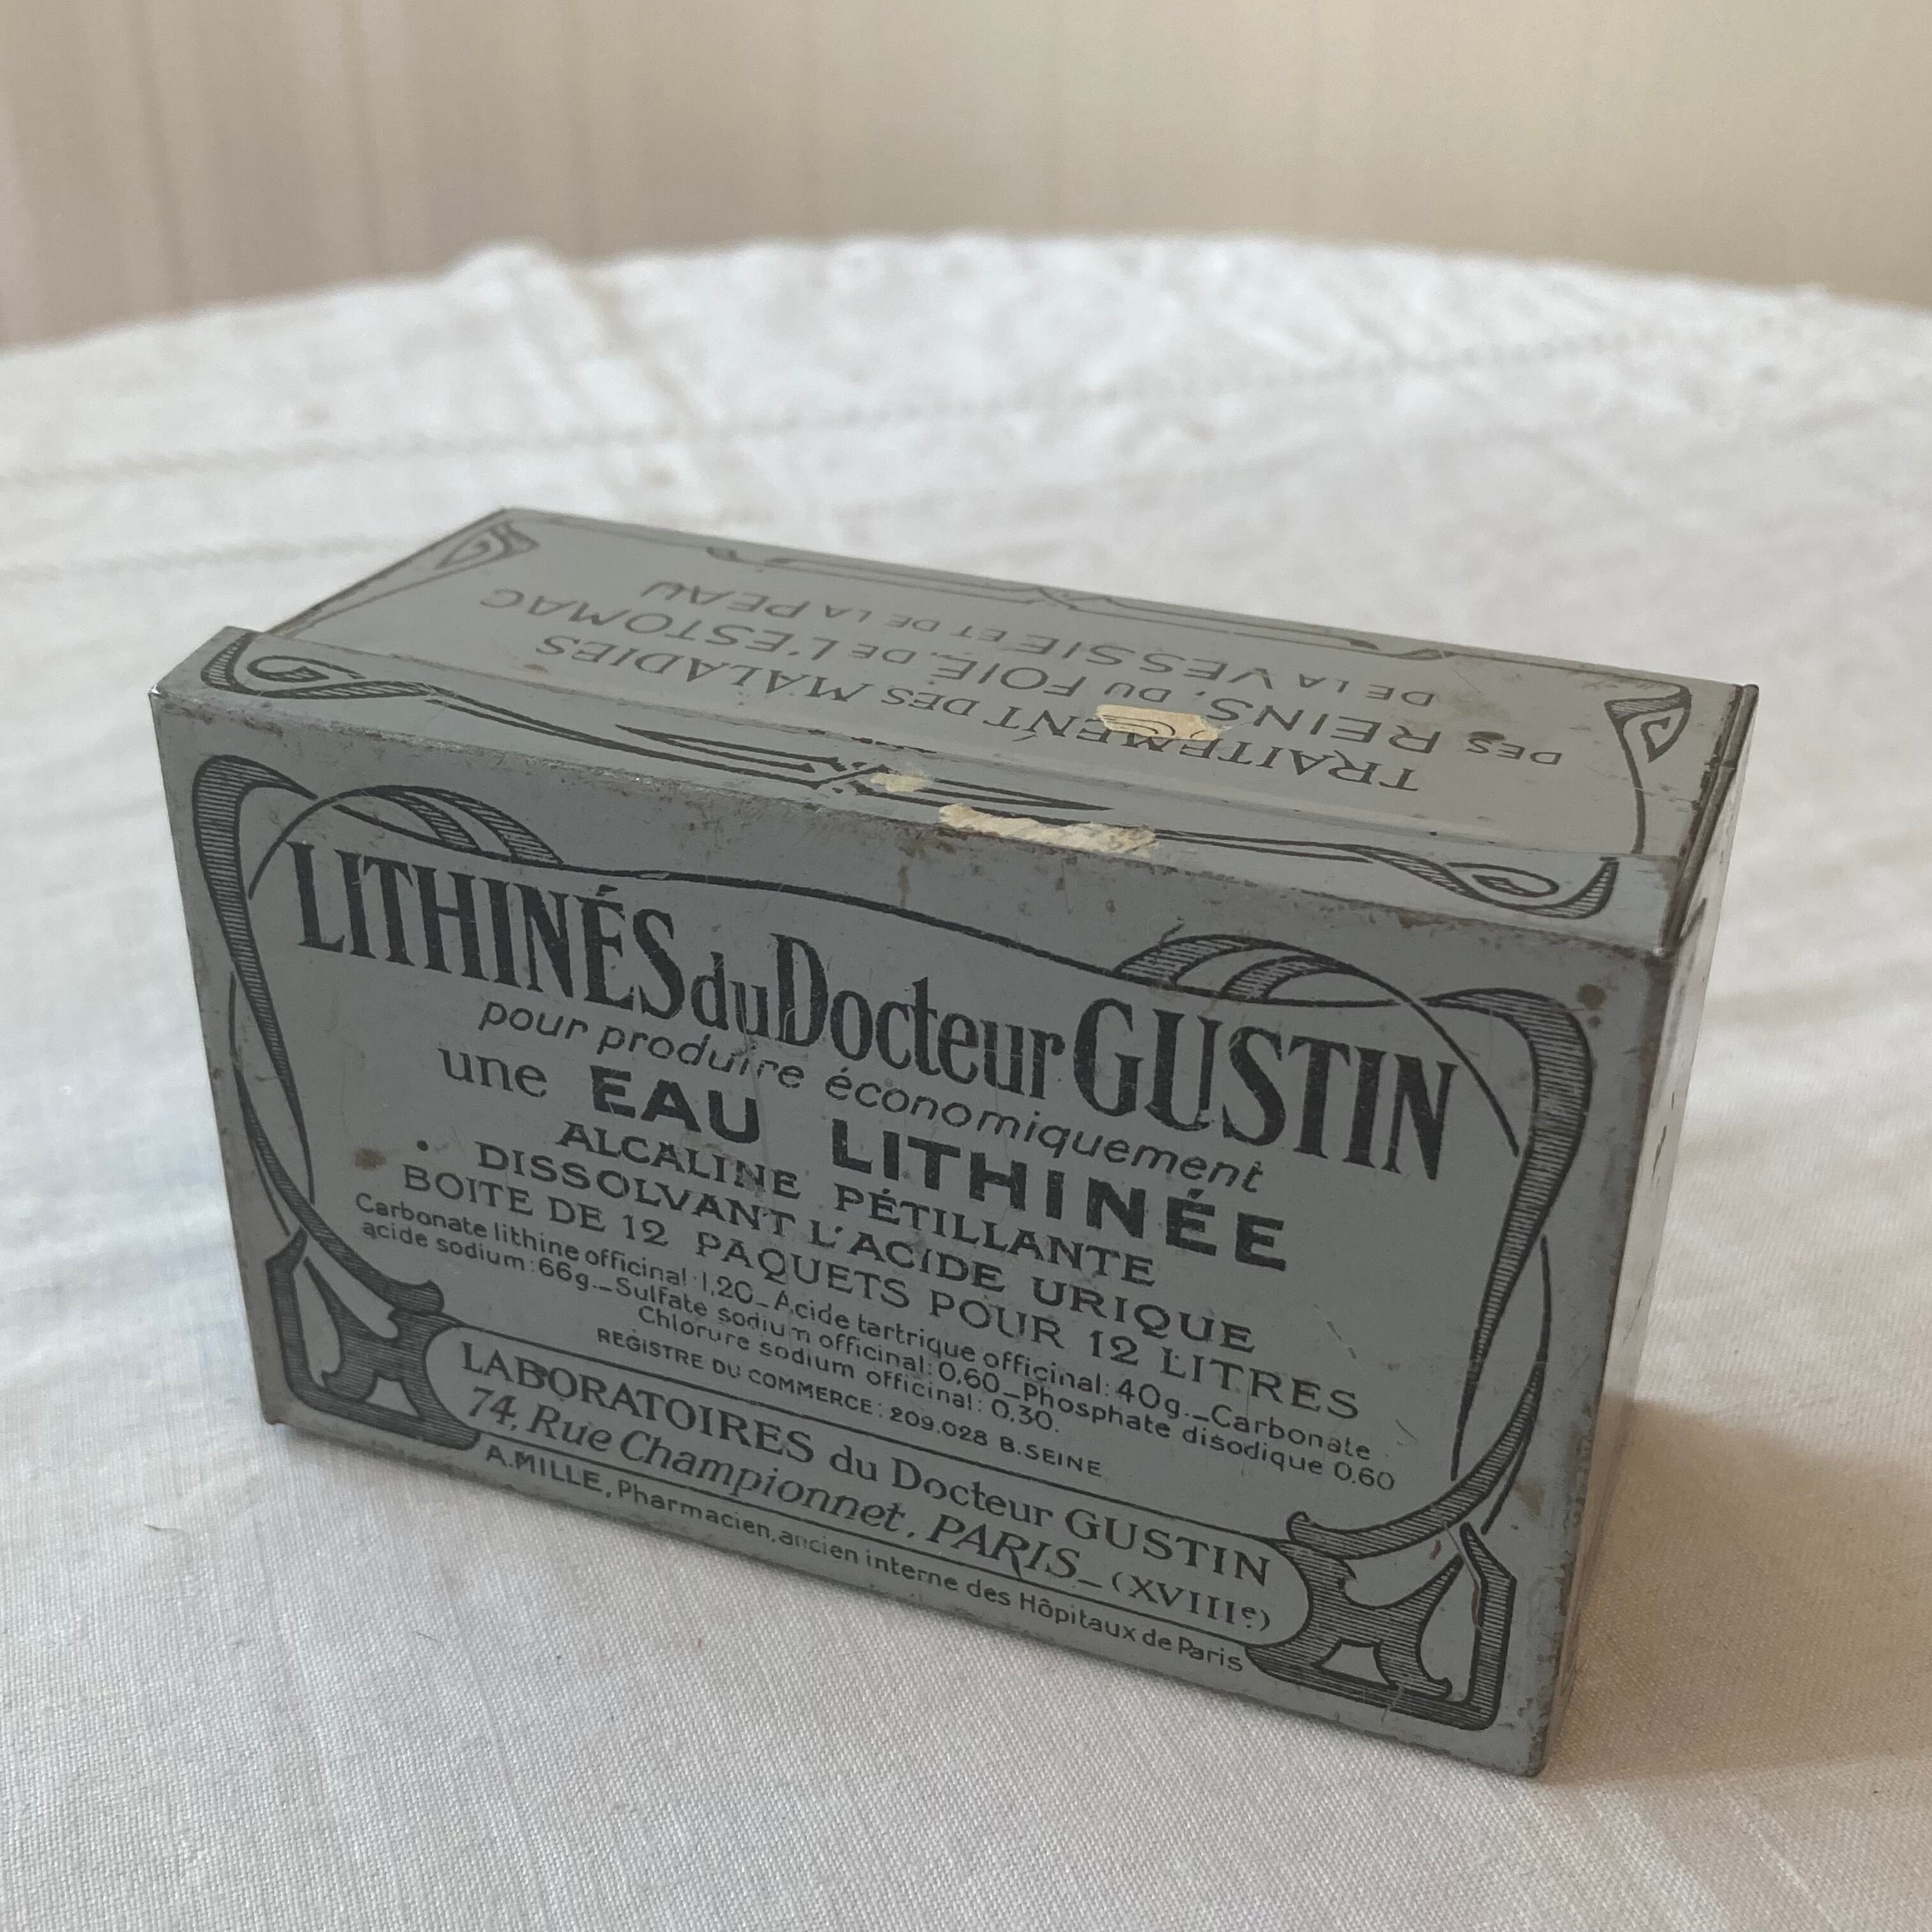 TRAITEMENT DES MALADIES
DES REINS, DU FOIE, DE L'ESTOMAC
DE LA VESSIE ET DE LA PEAU
LITHINÉS du Docteur GUSTIN
pour produire économiquement
une EAU LITHINÉE
ALCALINE PÉTILLANTE
DISSOLVANT L'ACIDE URIQUE
BOITE DE 12 PAQUETS POUR 12 LITRES
Carbonate lithine officinal: 1,20_Acide tartrique officinal: 40g._Carbonate
acide sodium: 66g._Sulfate sodium officinal: 0,60_Phosphate disodique 0.60
Chlorure sodium officinal: 0.30.
REGISTRE DU COMMERCE: 209.028 B.SEINE
LABORATOIRES du Docteur GUSTIN
74, Rue Championnet. PARIS_(XVIIIe)
A.MILLE, Pharmacien, ancien interne des Hôpitaux de Paris